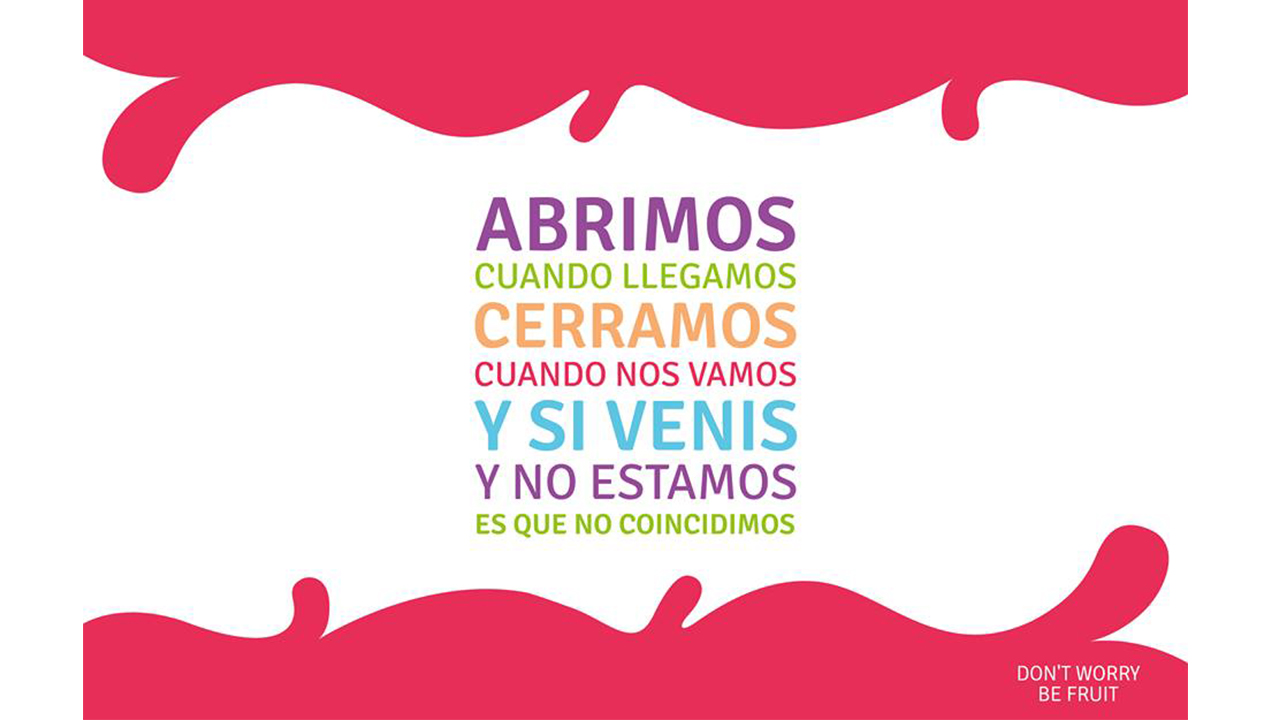 ABRIMOS
CUANDO LLEGAMOS
CERRAMOS
CUANDO NOS VAMOS
Y SI VENIS
Y NO ESTAMOS
ES QUE NO COINCIDIMOS
DON'T WORRY
BE FRUIT